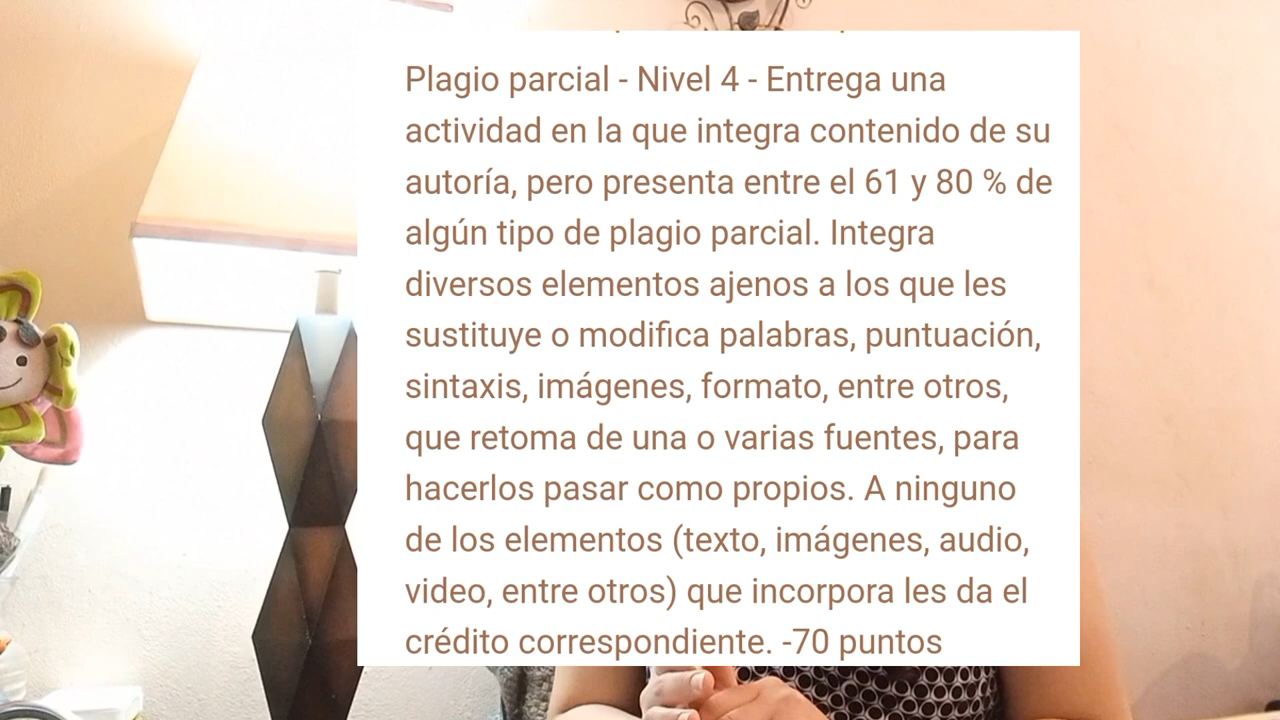 Plagio parcial - Nivel 4 - Entrega una
actividad en la que integra contenido de su
autoría, pero presenta entre el 61 y 80 % de
algún tipo de plagio parcial. Integra
diversos elementos ajenos a los que les
sustituye o modifica palabras, puntuación,
sintaxis, imágenes, formato, entre otros,
que retoma de una o varias fuentes, para
hacerlos pasar como propios. A ninguno
de los elementos (texto, imágenes, audio,
video, entre otros) que incorpora les da el
crédito correspondiente. -70 puntos